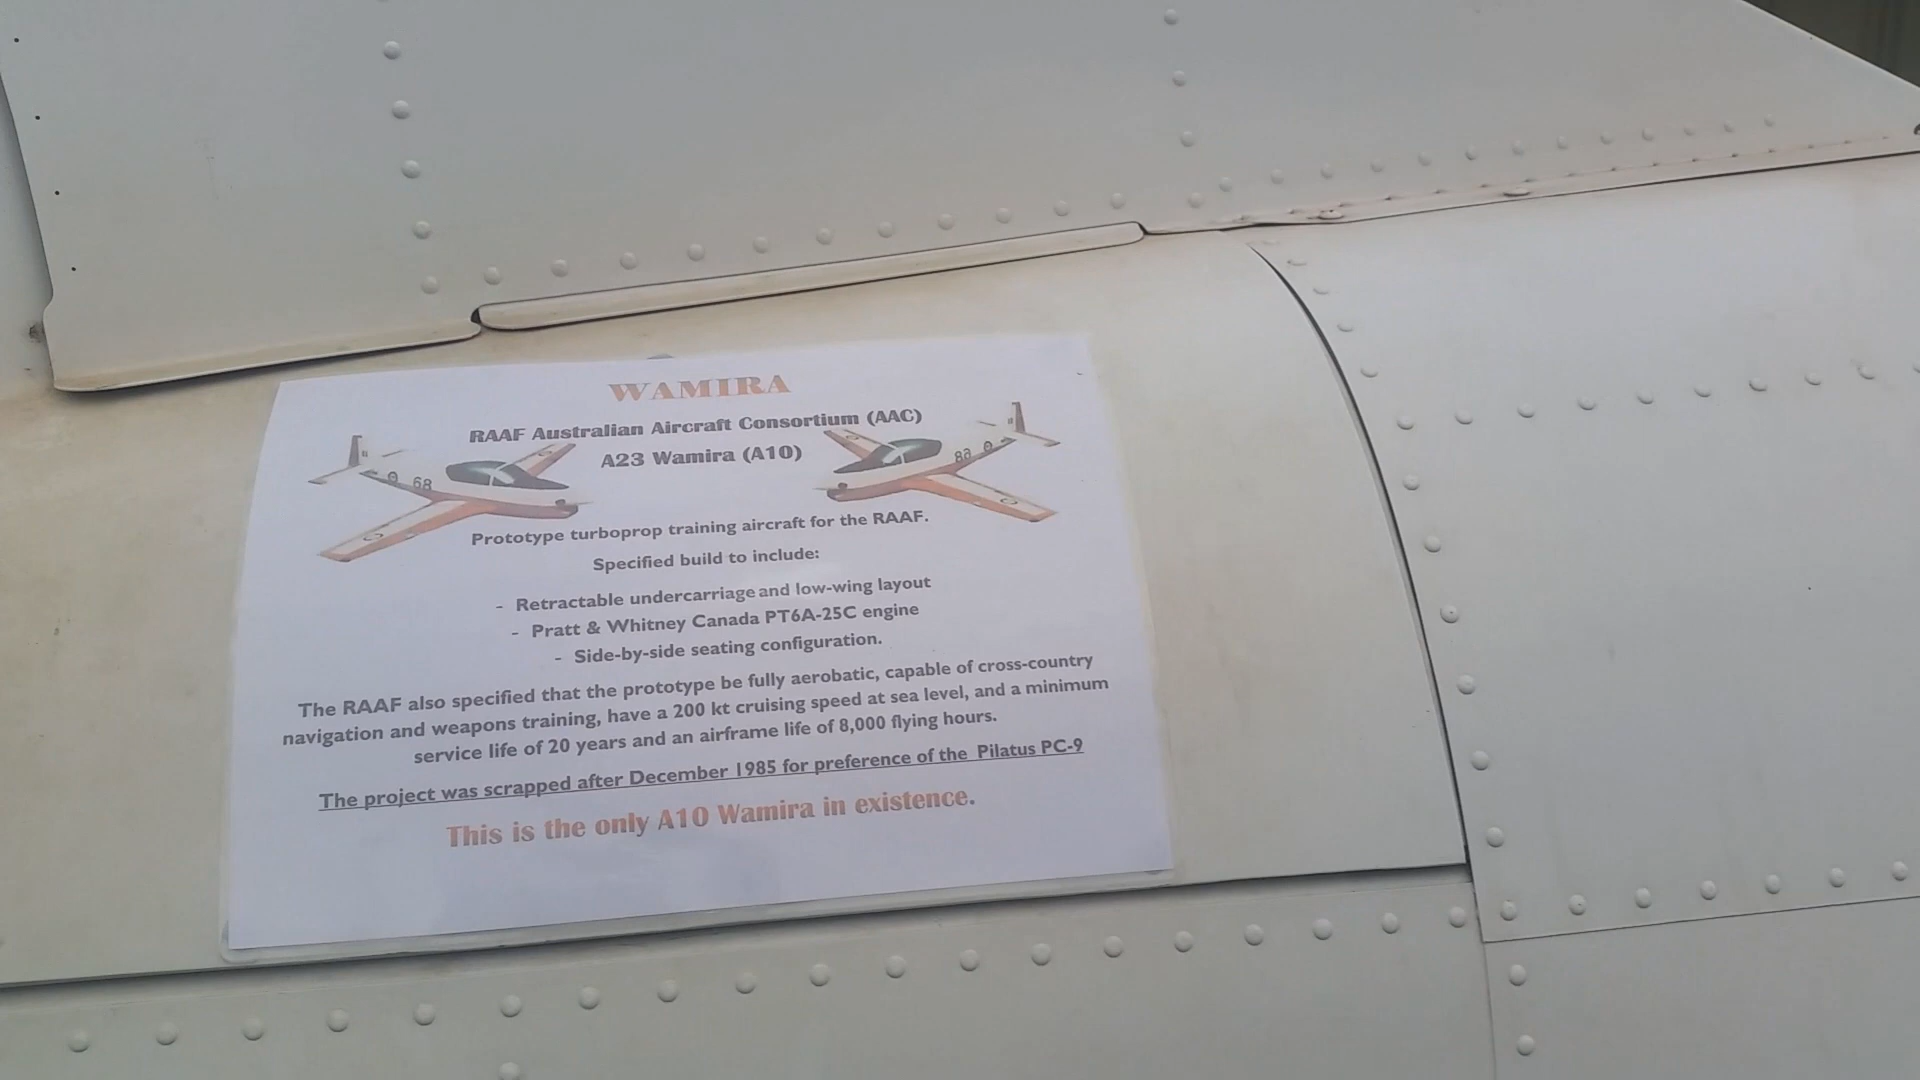 WAMIRA
RAAF Australian Aircraft Consortium (AAC)
A23 Wamira (A10)
68
68
Prototype turboprop training aircraft for the RAAF.
Specified build to include:
- Retractable undercarriage and low-wing layout
- Pratt & Whitney Canada PT6A-25C engine
- Side-by-side seating configuration.
The RAAF also specified that the prototype be fully aerobatic, capable of cross-country
navigation and weapons training, have a 200 kt cruising speed at sea level, and a minimum
service life of 20 years and an airframe life of 8,000 flying hours.
The project was scrapped after December 1985 for preference of the Pilatus PC-9
This is the only A10 Wamira in existence.